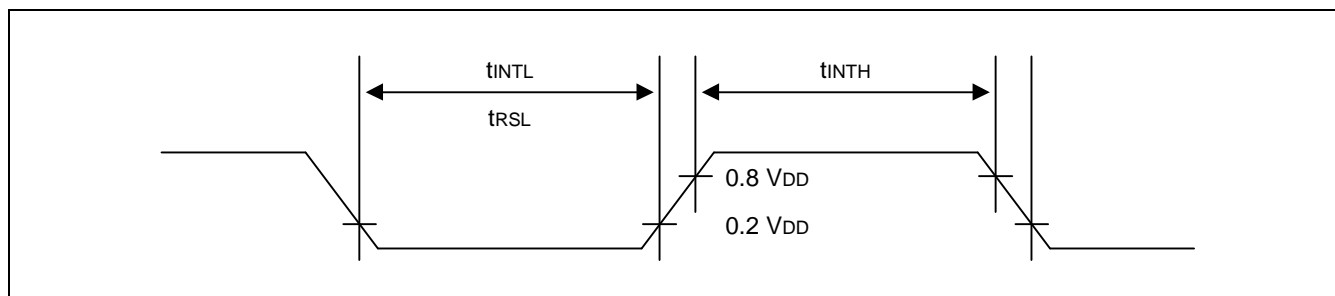 tINTL
tINTH
tRSL
0.8 VDD
0.2 VDD